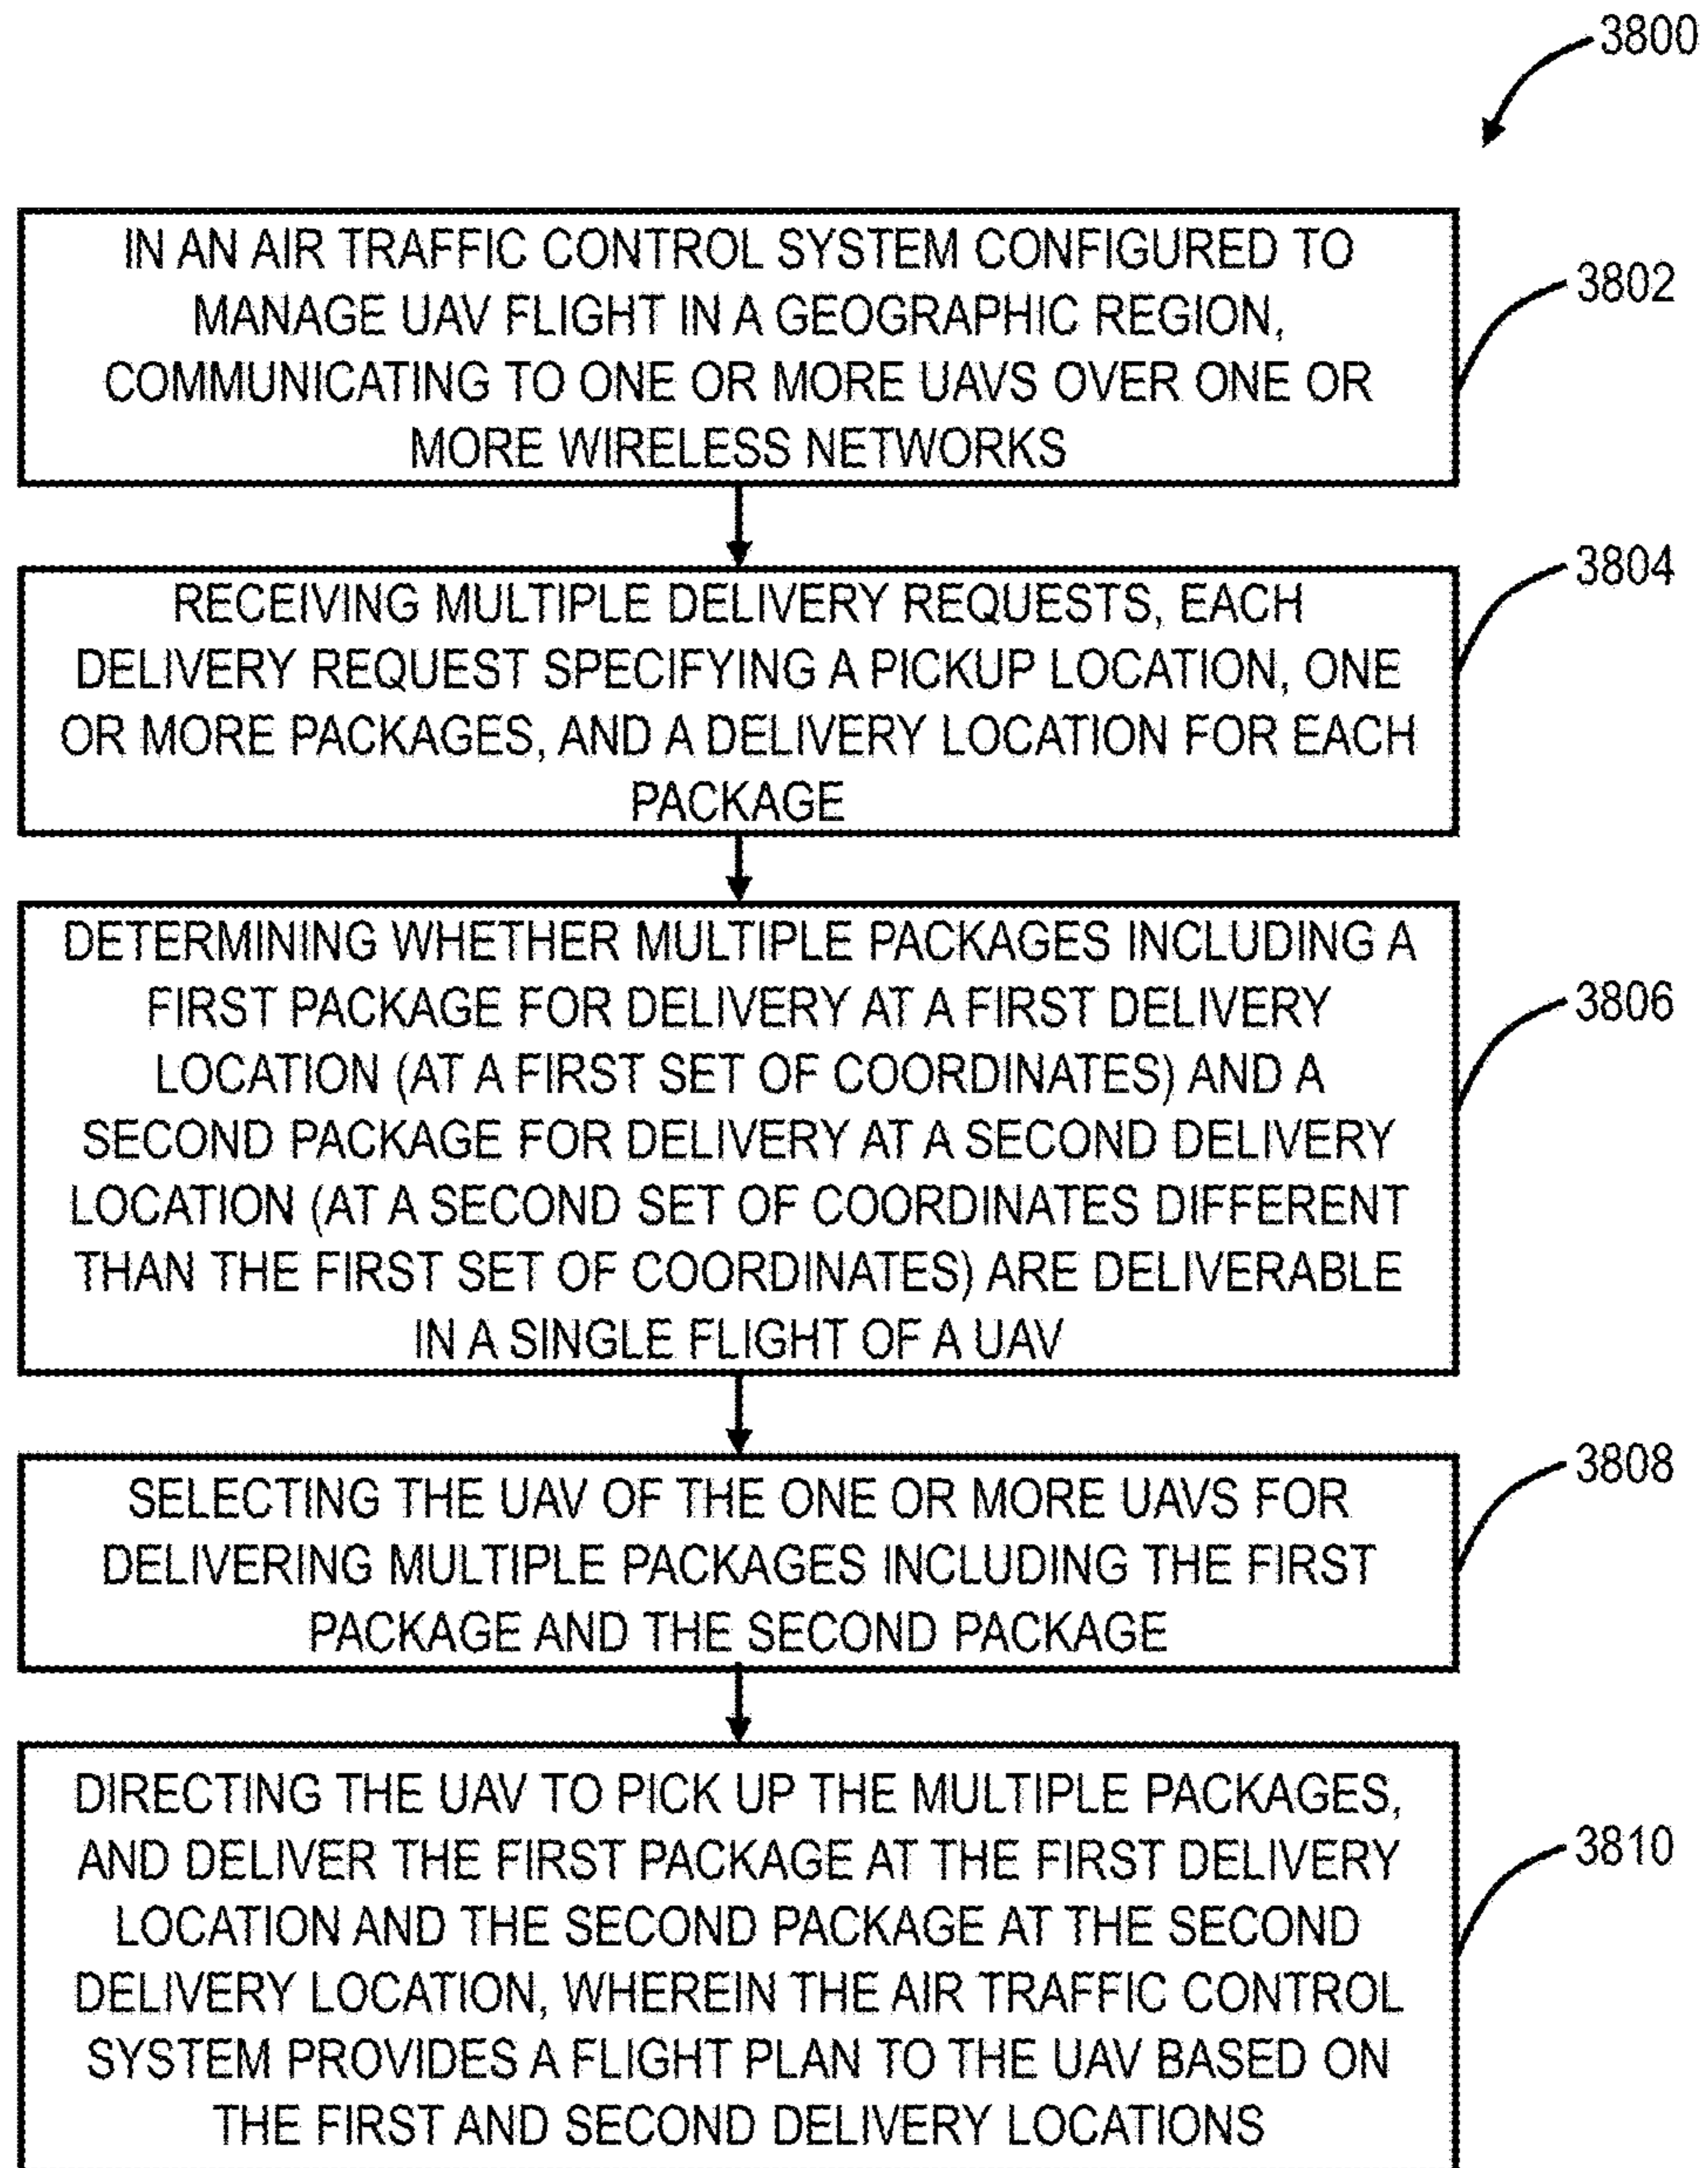 3800
IN AN AIR TRAFFIC CONTROL SYSTEM CONFIGURED TO
MANAGE UAV FLIGHT IN A GEOGRAPHIC REGION,
COMMUNICATING TO ONE OR MORE UAVS OVER ONE OR
MORE WIRELESS NETWORKS
3802
RECEIVING MULTIPLE DELIVERY REQUESTS, EACH
DELIVERY REQUEST SPECIFYING A PICKUP LOCATION, ONE
OR MORE PACKAGES, AND A DELIVERY LOCATION FOR EACH
PACKAGE
3804
DETERMINING WHETHER MULTIPLE PACKAGES INCLUDING A
FIRST PACKAGE FOR DELIVERY AT A FIRST DELIVERY
LOCATION (AT A FIRST SET OF COORDINATES) AND A
SECOND PACKAGE FOR DELIVERY AT A SECOND DELIVERY
LOCATION (AT A SECOND SET OF COORDINATES DIFFERENT
THAN THE FIRST SET OF COORDINATES) ARE DELIVERABLE
IN A SINGLE FLIGHT OF A UAV
3806
SELECTING THE UAV OF THE ONE OR MORE UAVS FOR
DELIVERING MULTIPLE PACKAGES INCLUDING THE FIRST
PACKAGE AND THE SECOND PACKAGE
3808
DIRECTING THE UAV TO PICK UP THE MULTIPLE PACKAGES,
AND DELIVER THE FIRST PACKAGE AT THE FIRST DELIVERY
LOCATION AND THE SECOND PACKAGE AT THE SECOND
DELIVERY LOCATION, WHEREIN THE AIR TRAFFIC CONTROL
SYSTEM PROVIDES A FLIGHT PLAN TO THE UAV BASED ON
THE FIRST AND SECOND DELIVERY LOCATIONS
3810